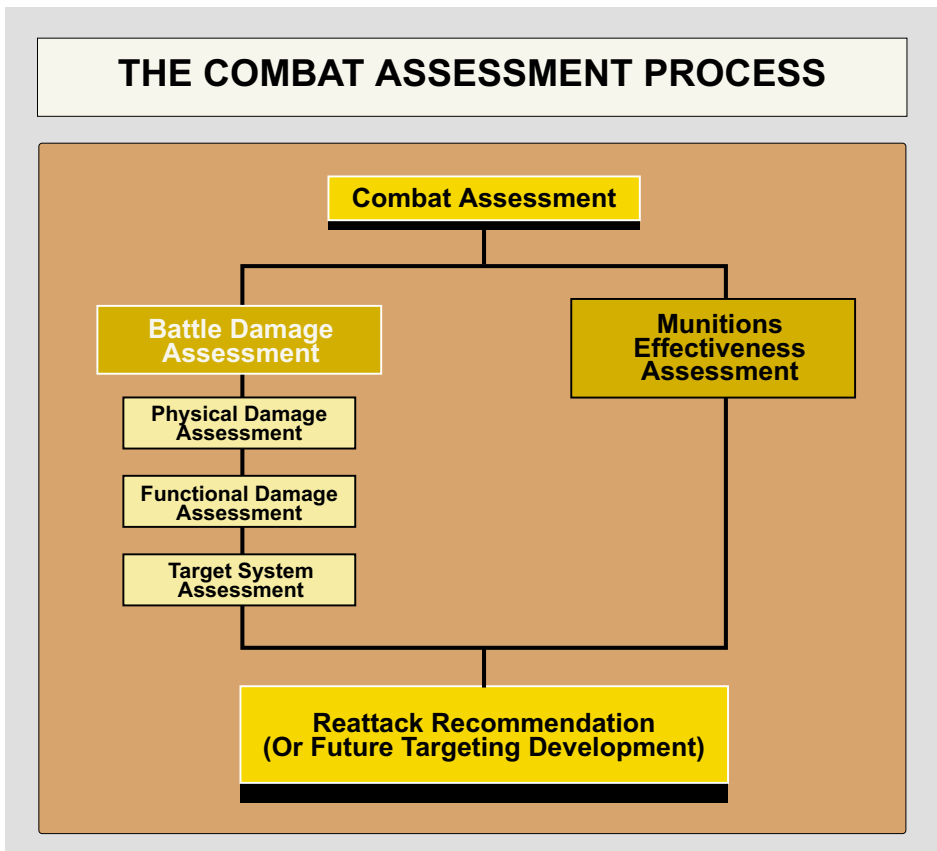 THE COMBAT ASSESSMENT PROCESS
Combat Assessment
Battle Damage
Assessment
Munitions
Effectiveness
Assessment
Physical Damage
Assessment
Functional Damage
Assessment
Target System
Assessment
Reattack Recommendation
(Or Future Targeting Development)